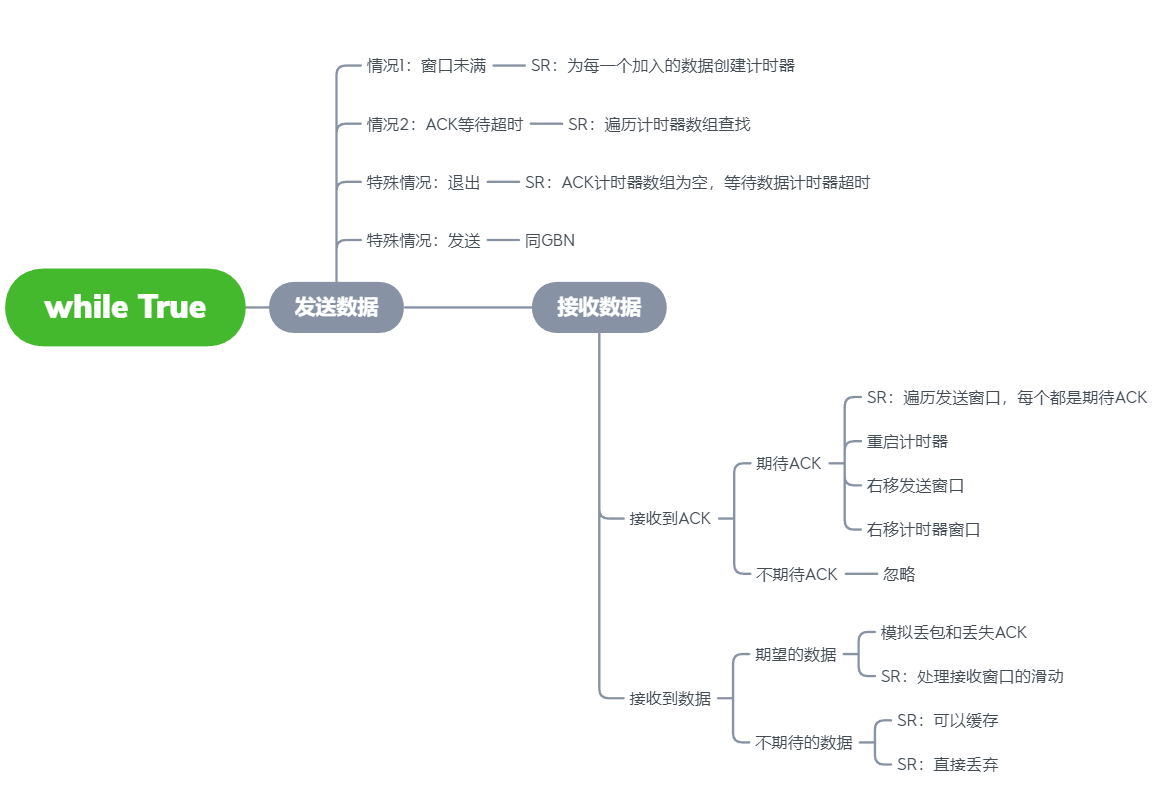 情况1：窗口未满
SR：为每一个加入的数据创建计时器
情况2：ACK等待超时
SR：遍历计时器数组查找
特殊情况：退出
SR：ACK计时器数组为空，等待数据计时器超时
特殊情况：发送
同GBN
while True
发送数据
接收数据
接收到ACK
期待ACK
SR：遍历发送窗口，每个都是期待ACK
重启计时器
右移发送窗口
右移计时器窗口
不期待ACK
忽略
接收到数据
期望的数据
模拟丢包和丢失ACK
SR：处理接收窗口的滑动
不期待的数据
SR：可以缓存
SR：直接丢弃